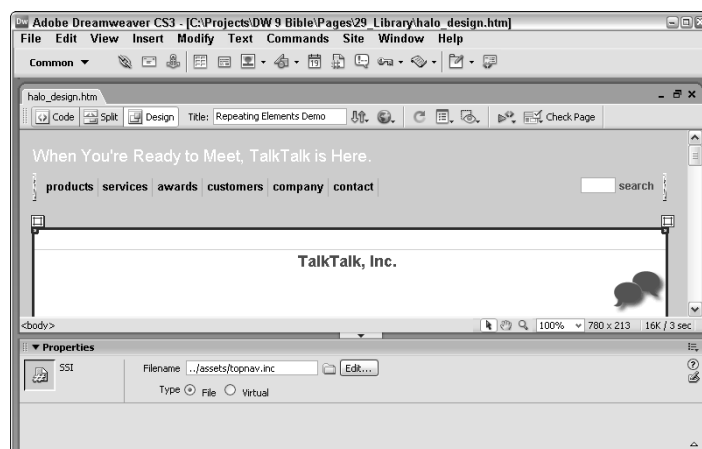 Dw Adobe Dreamweaver CS3 - [C:\Projects\DW 9 Bible\Pages\29_Library\halo_design.htm]
File Edit View Insert Modify Text Commands Site Window Help
Common
halo_design.htm
Code Split Design Title: Repeating Elements Demo Check Page
When You're Ready to Meet, TalkTalk is Here.
products services awards customers company contact search
TalkTalk, Inc.
<body> 100% 780 x 213 16K / 3 sec
Properties
SSI Filename ../assets/topnav.inc Edit...
Type File Virtual